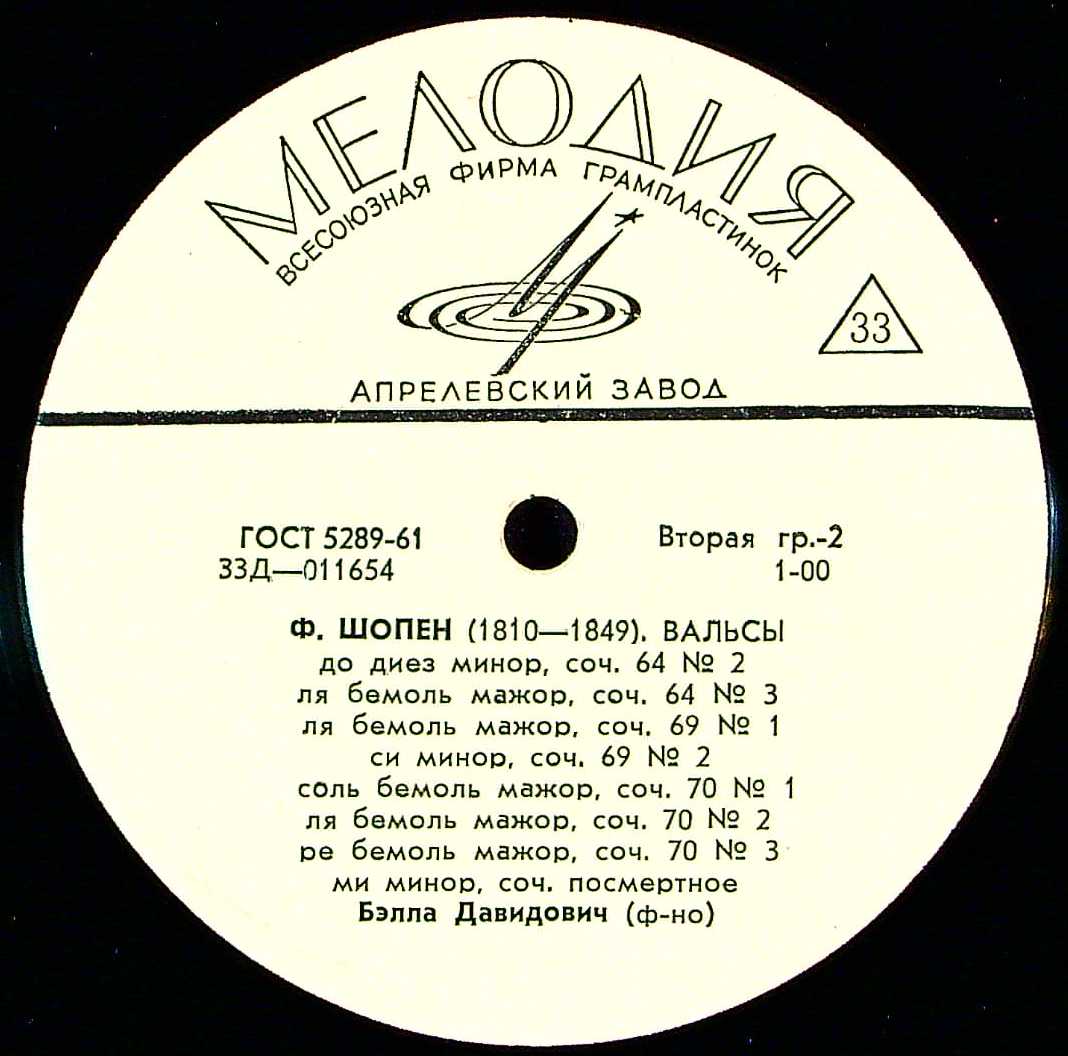 МЕЛОДИЯ
ВСЕСОЮЗНАЯ ФИРМА ГРАМПЛАСТИНОК
33
АПРЕЛЕВСКИЙ ЗАВОД
ГОСТ 5289-61 Вторая гр.-2
33Д—011654 1-00
Ф. ШОПЕН (1810—1849). ВАЛЬСЫ
до диез минор, соч. 64 № 2
ля бемоль мажор, соч. 64 № 3
ля бемоль мажор, соч. 69 № 1
си минор, соч. 69 № 2
соль бемоль мажор, соч. 70 № 1
ля бемоль мажор, соч. 70 № 2
ре бемоль мажор, соч. 70 № 3
ми минор, соч. посмертное
Бэлла Давидович (ф-но)